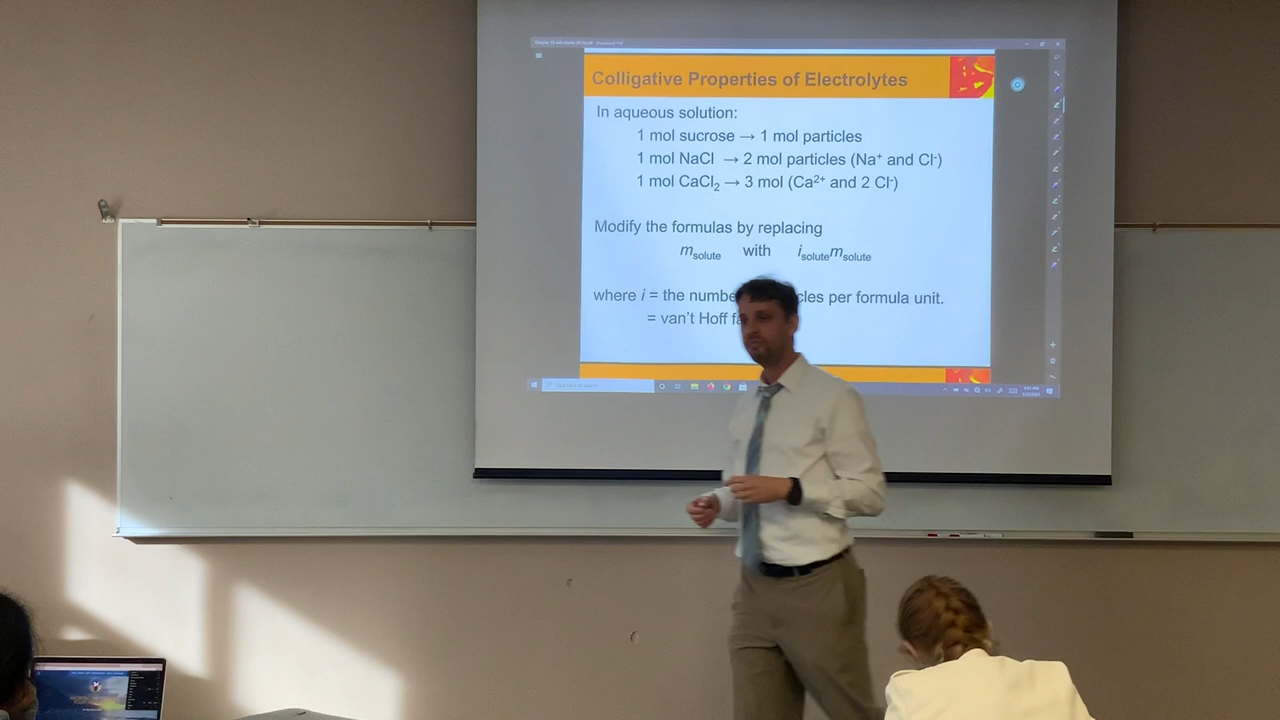 Colligative Properties of Electrolytes
In aqueous solution:
1 mol sucrose → 1 mol particles
1 mol NaCl → 2 mol particles (Na⁺ and Cl⁻)
1 mol CaCl₂ → 3 mol (Ca²⁺ and 2 Cl⁻)
Modify the formulas by replacing
m_solute with i_solute m_solute
where i = the numbe cles per formula unit.
= van't Hoff fa